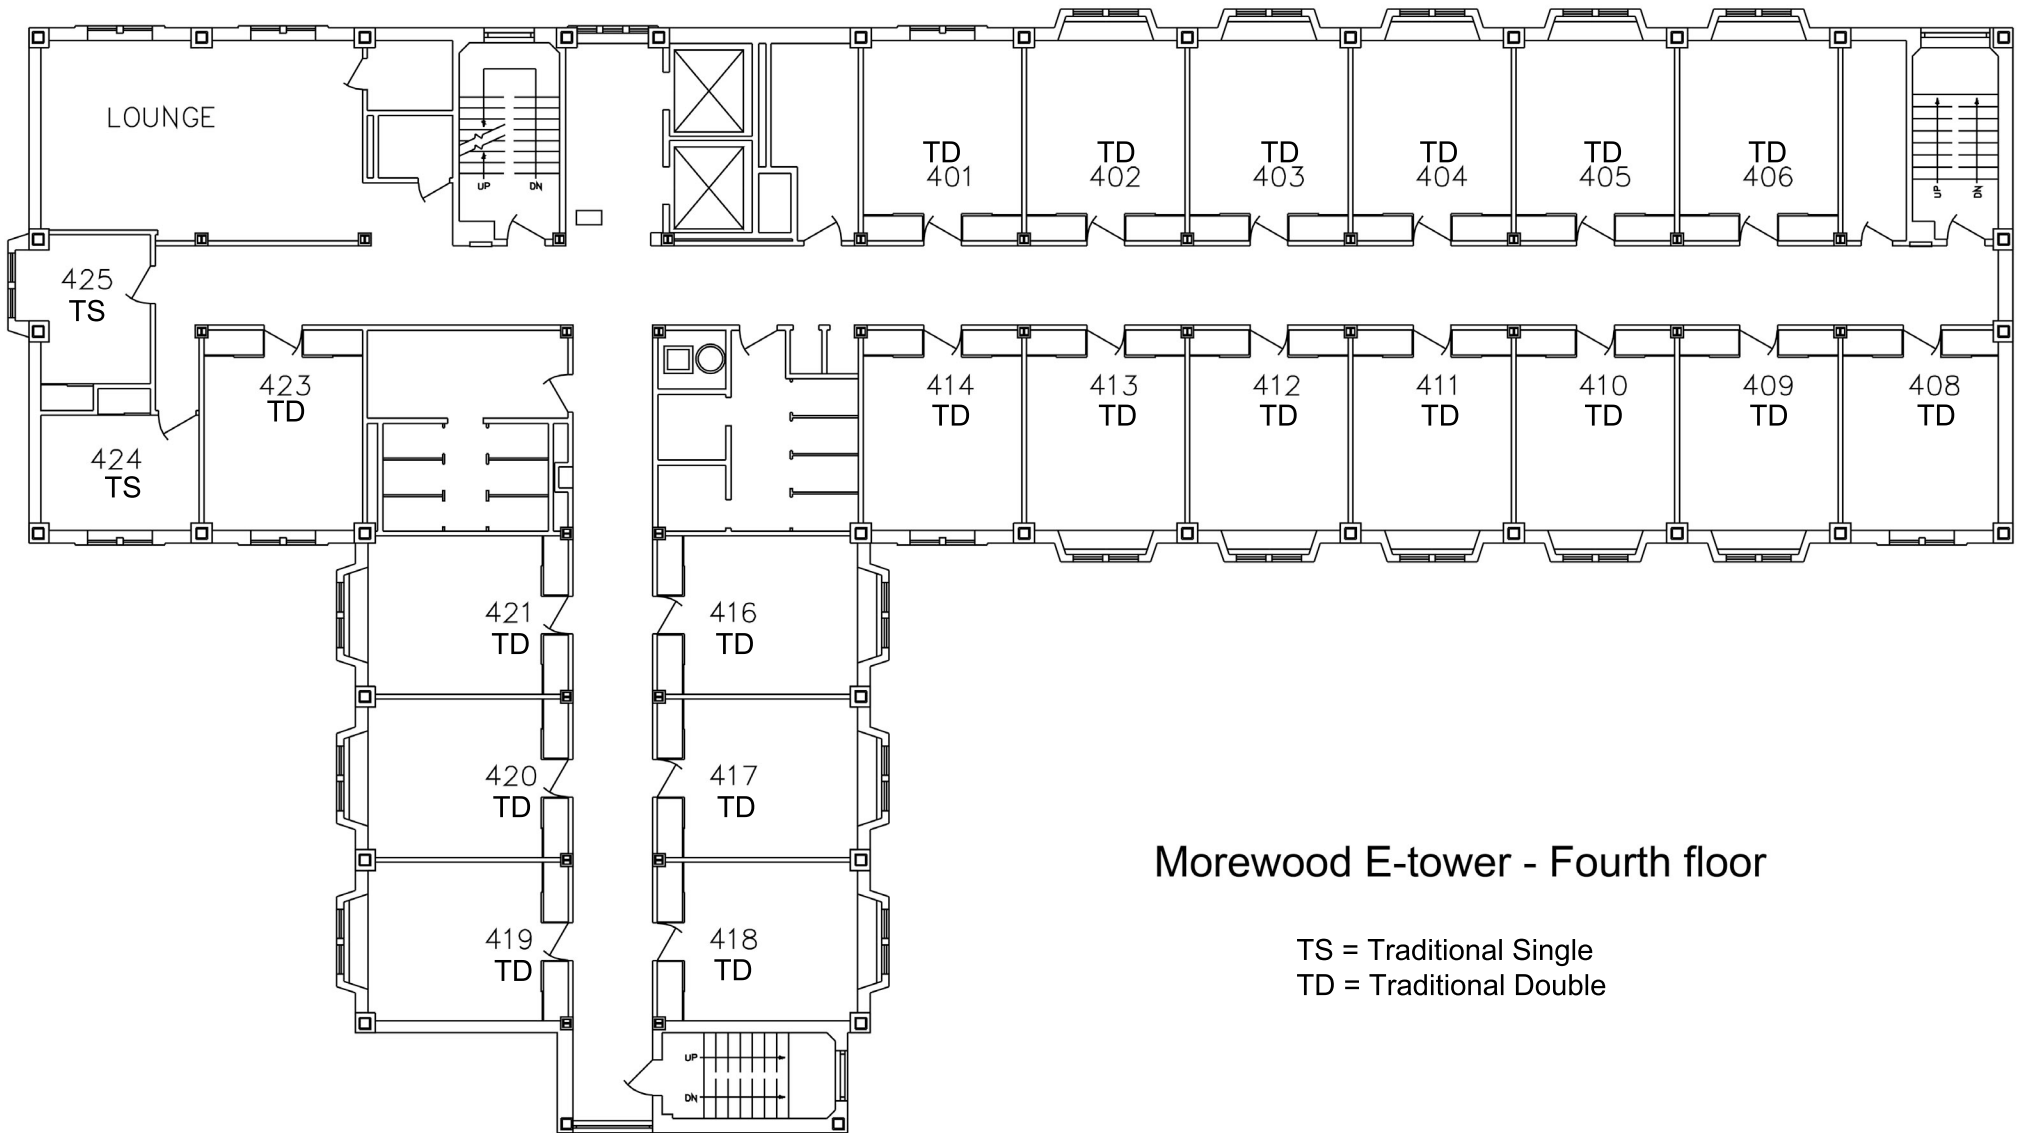 LOUNGE
UP
DN
TD
401
TD
402
TD
403
TD
404
TD
405
TD
406
UP
DN
425
TS
423
TD
424
TS
414
TD
413
TD
412
TD
411
TD
410
TD
409
TD
408
TD
421
TD
416
TD
420
TD
417
TD
419
TD
418
TD
UP
DN
Morewood E-tower - Fourth floor
TS = Traditional Single
TD = Traditional Double